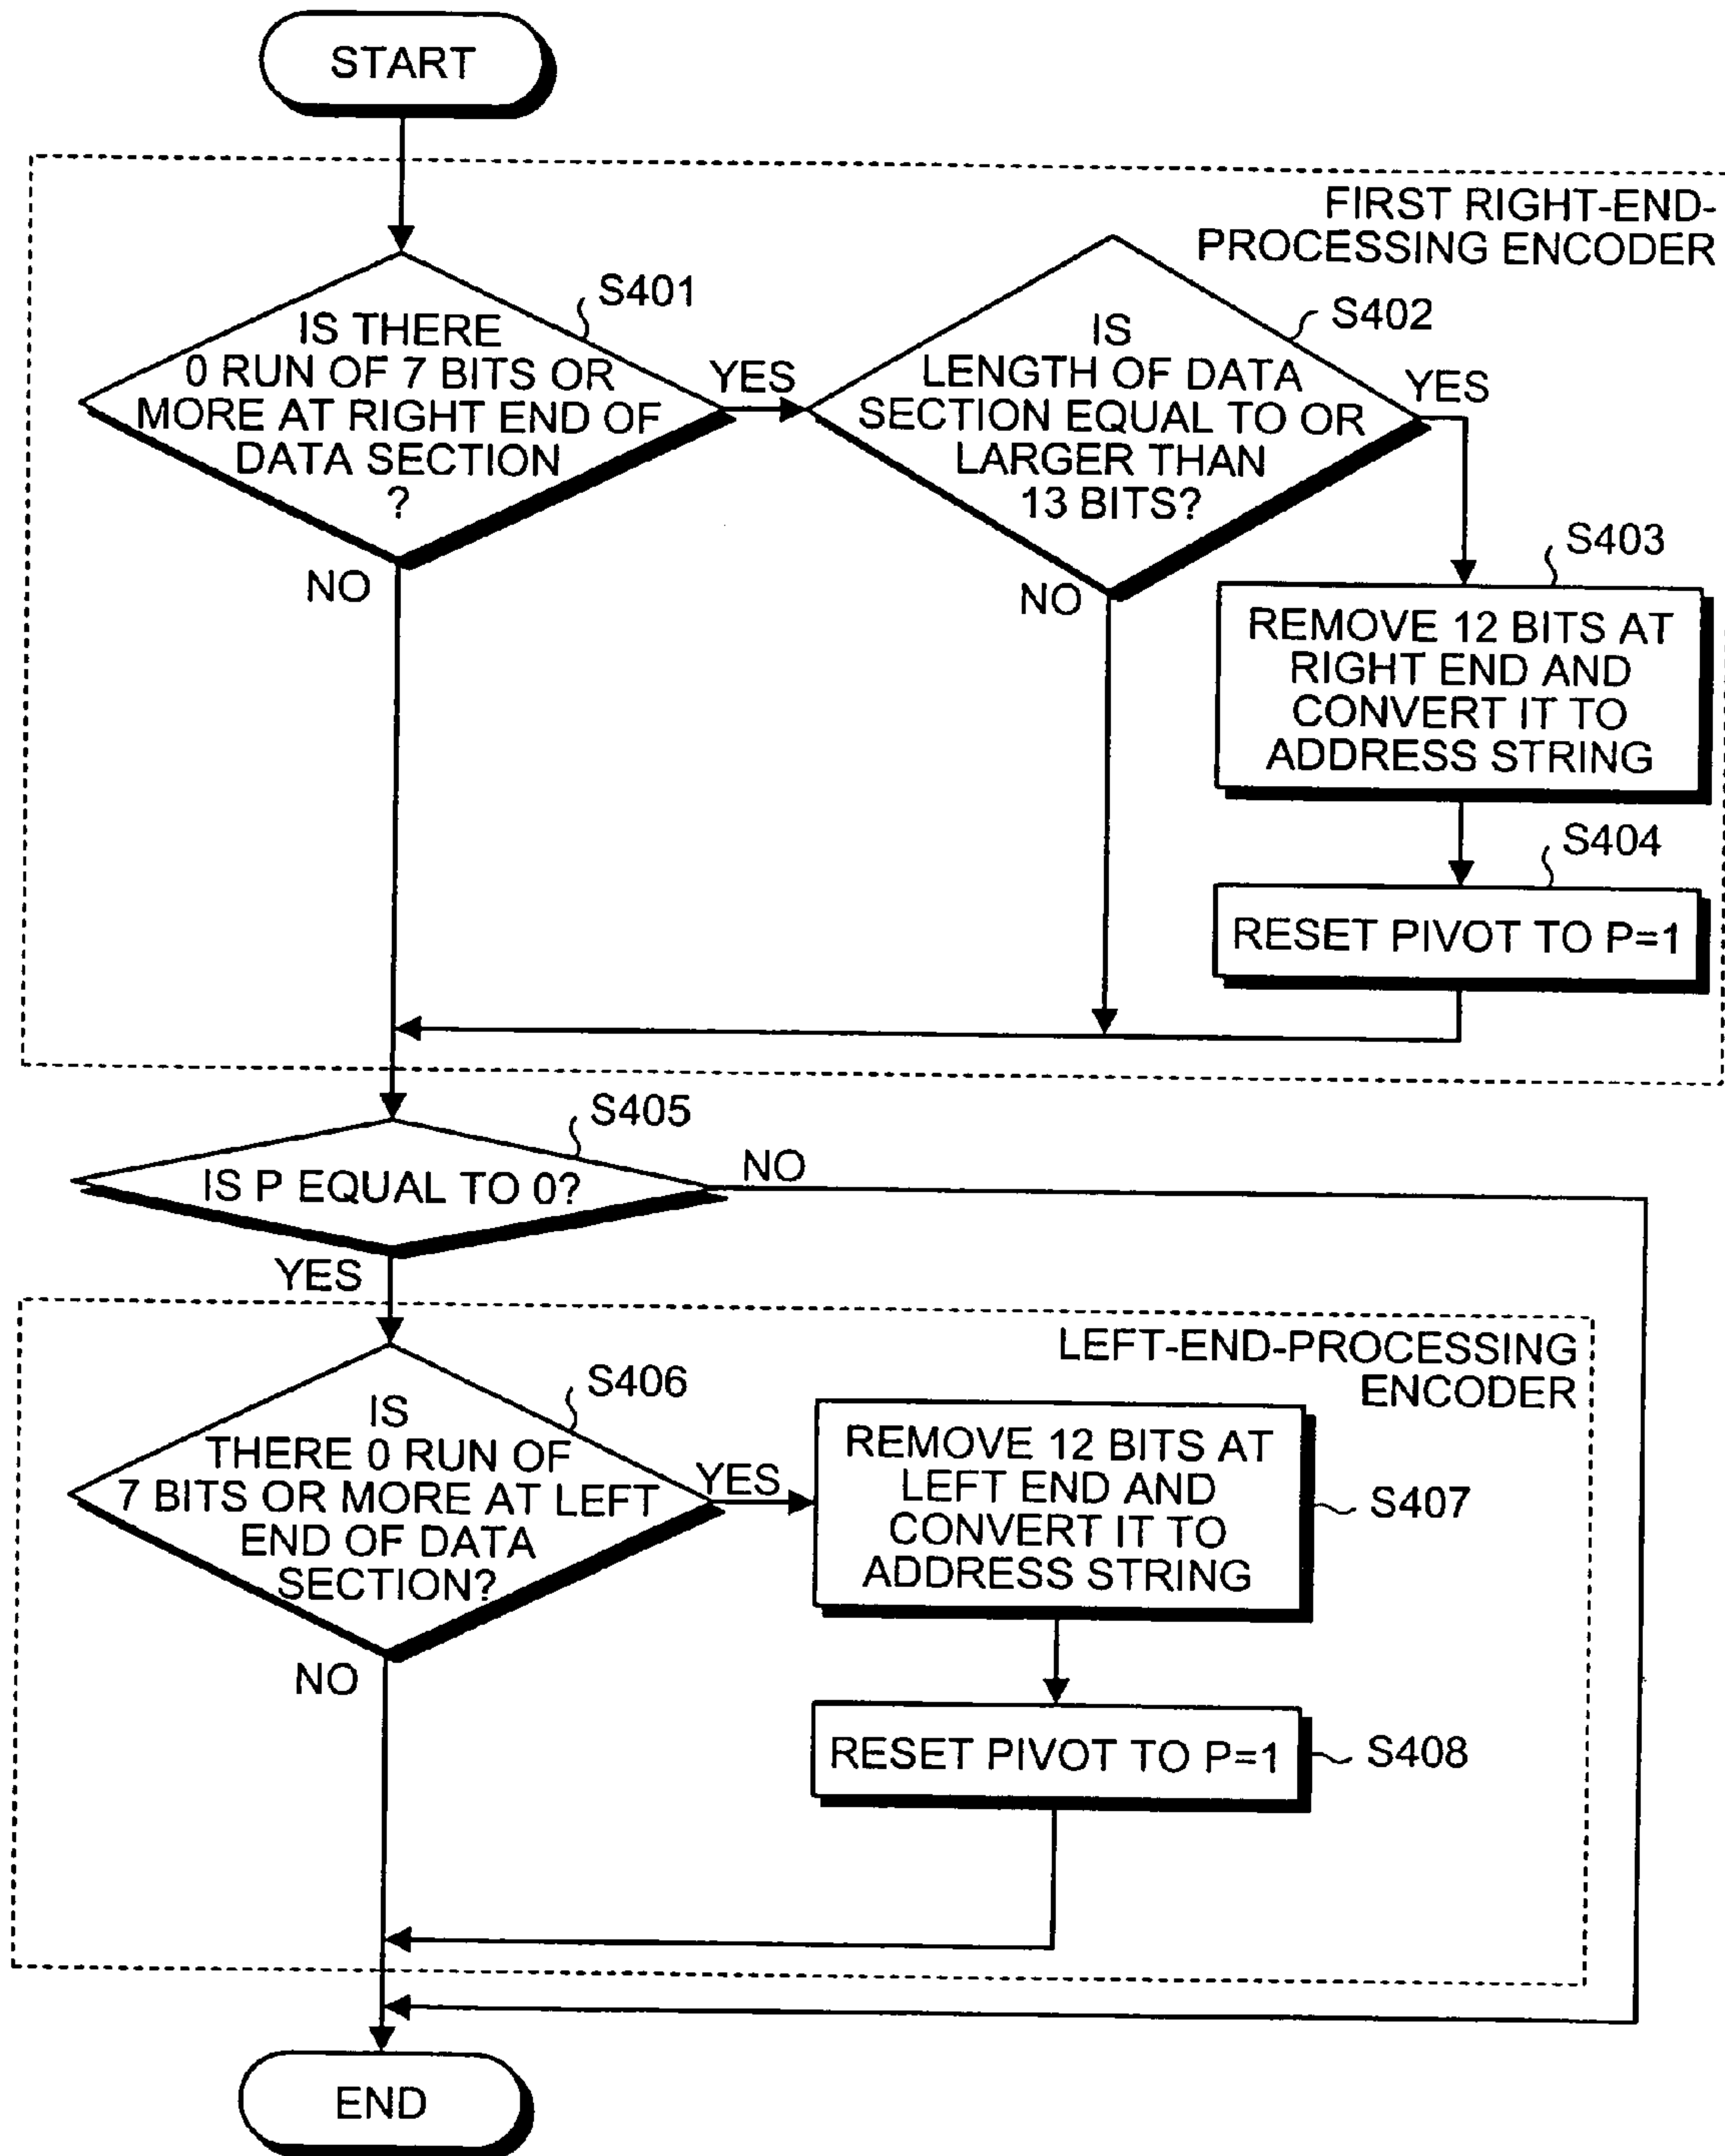 START
FIRST RIGHT-END-
PROCESSING ENCODER
S401
IS THERE
0 RUN OF 7 BITS OR
MORE AT RIGHT END OF
DATA SECTION
?
YES
NO
S402
IS
LENGTH OF DATA
SECTION EQUAL TO OR
LARGER THAN
13 BITS?
YES
NO
S403
REMOVE 12 BITS AT
RIGHT END AND
CONVERT IT TO
ADDRESS STRING
S404
RESET PIVOT TO P=1
S405
IS P EQUAL TO 0?
NO
YES
LEFT-END-PROCESSING
ENCODER
S406
IS
THERE 0 RUN OF
7 BITS OR MORE AT LEFT
END OF DATA
SECTION?
YES
NO
REMOVE 12 BITS AT
LEFT END AND
CONVERT IT TO
ADDRESS STRING
S407
RESET PIVOT TO P=1
S408
END